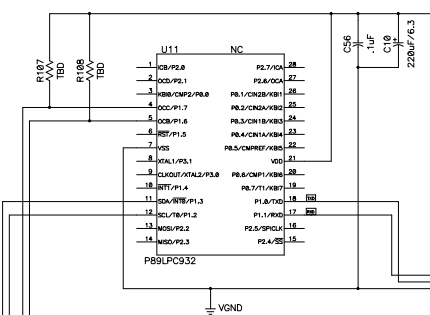 U11 NC
R107 TBD
R108 TBD
C56 .1uF
C10 + 220uF/6.3
1 ICB/P2.0 P2.7/ICA 28
2 OCD/P2.1 P2.6/OCA 27
3 KBI0/CMP2/P0.0 P0.1/CIN2B/KBI1 26
4 OCC/P1.7 P0.2/CIN2A/KBI2 25
5 OCB/P1.6 P0.3/CIN1B/KBI3 24
6 RST/P1.5 P0.4/CIN1A/KBI4 23
7 VSS P0.5/CMPREF/KBI5 22
8 XTAL1/P3.1 VDD 21
9 CLKOUT/XTAL2/P3.0 P0.6/CMP1/KBI6 20
10 INT1/P1.4 P0.7/T1/KBI7 19
11 SDA/INT0/P1.3 P1.0/TXD 18 TXD
12 SCL/T0/P1.2 P1.1/RXD 17 RXD
13 MOSI/P2.2 P2.5/SPICLK 16
14 MISO/P2.3 P2.4/SS 15
P89LPC932
VGND